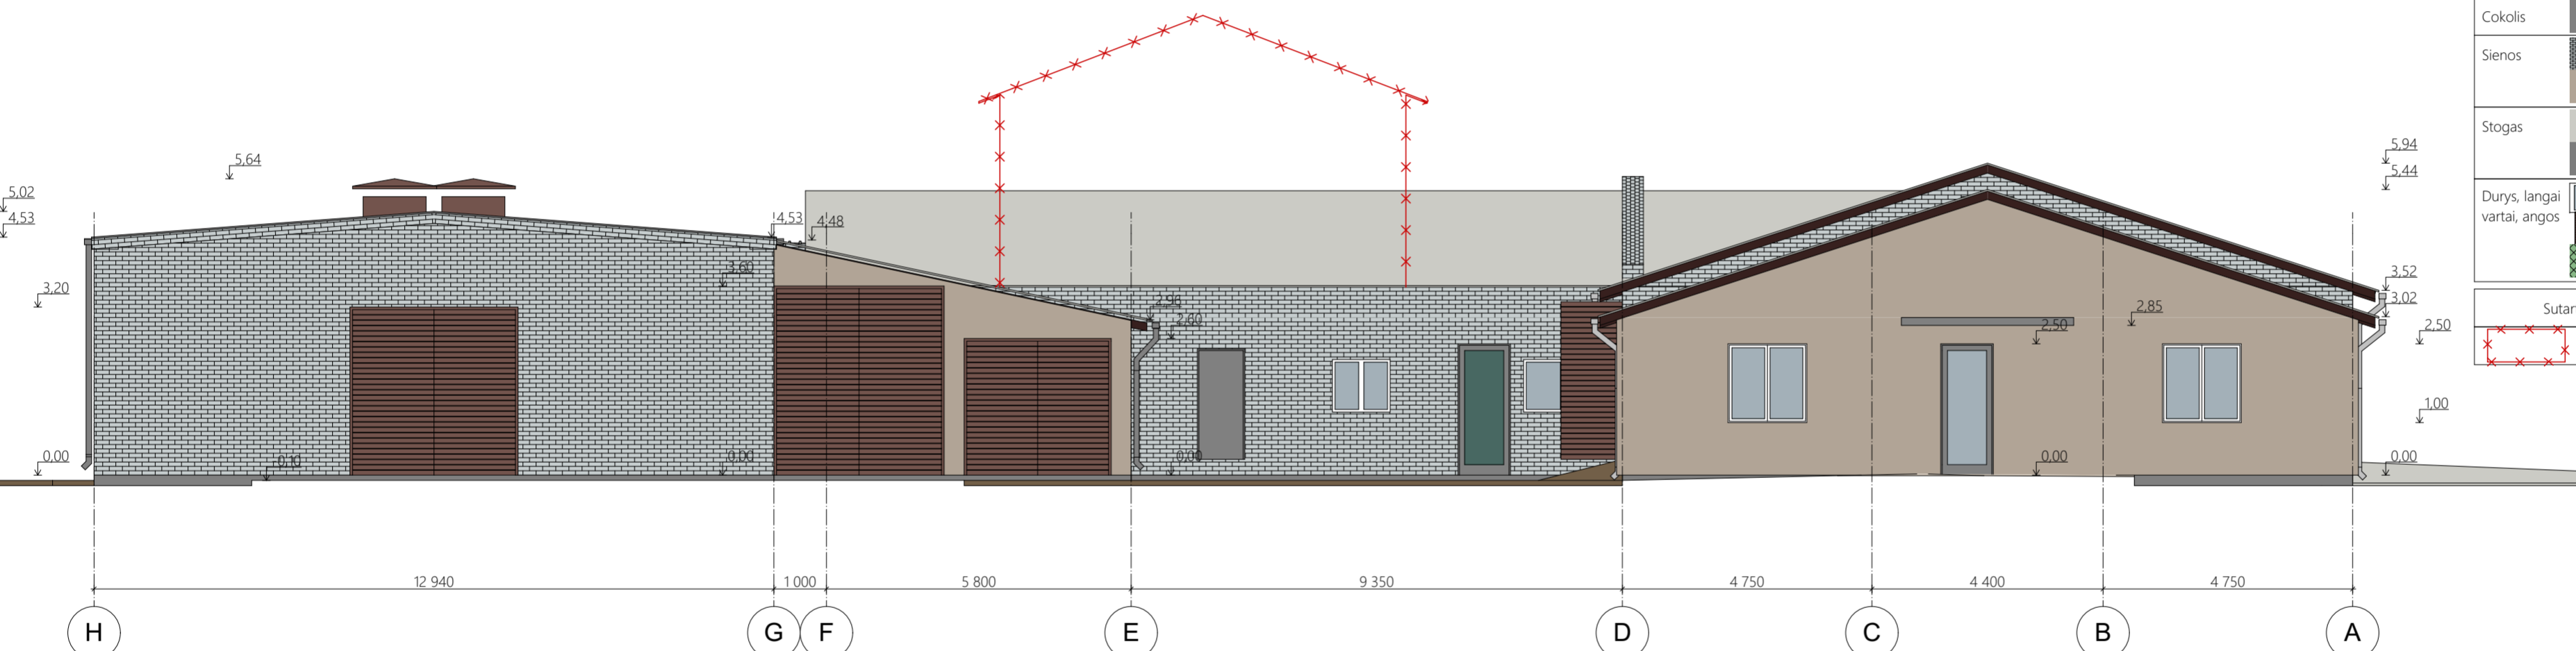 Cokolis
Sienos
Stogas
Durys, langai
vartai, angos
Sutar
5,64
5,02
4,53
3,20
0,00
-0,10
4,53
4,48
3,60
0,00
2,96
2,60
0,00
5,94
5,44
3,52
3,02
2,85
2,50
2,50
1,00
0,00
0,00
12 940
1 000
5 800
9 350
4 750
4 400
4 750
H
G
F
E
D
C
B
A